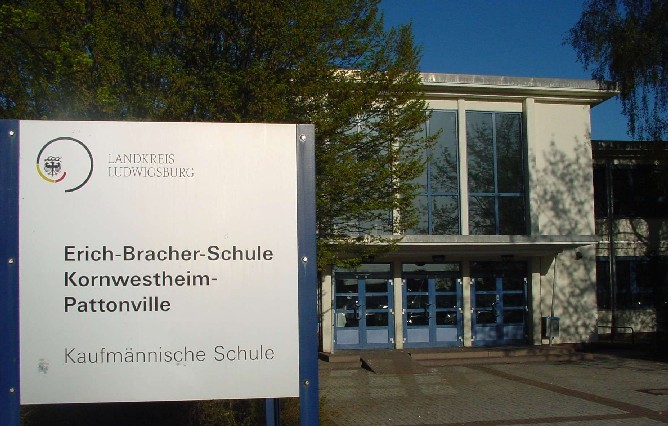 LANDKREIS
LUDWIGSBURG
Erich-Bracher-Schule
Kornwestheim-
Pattonville
Kaufmännische Schule